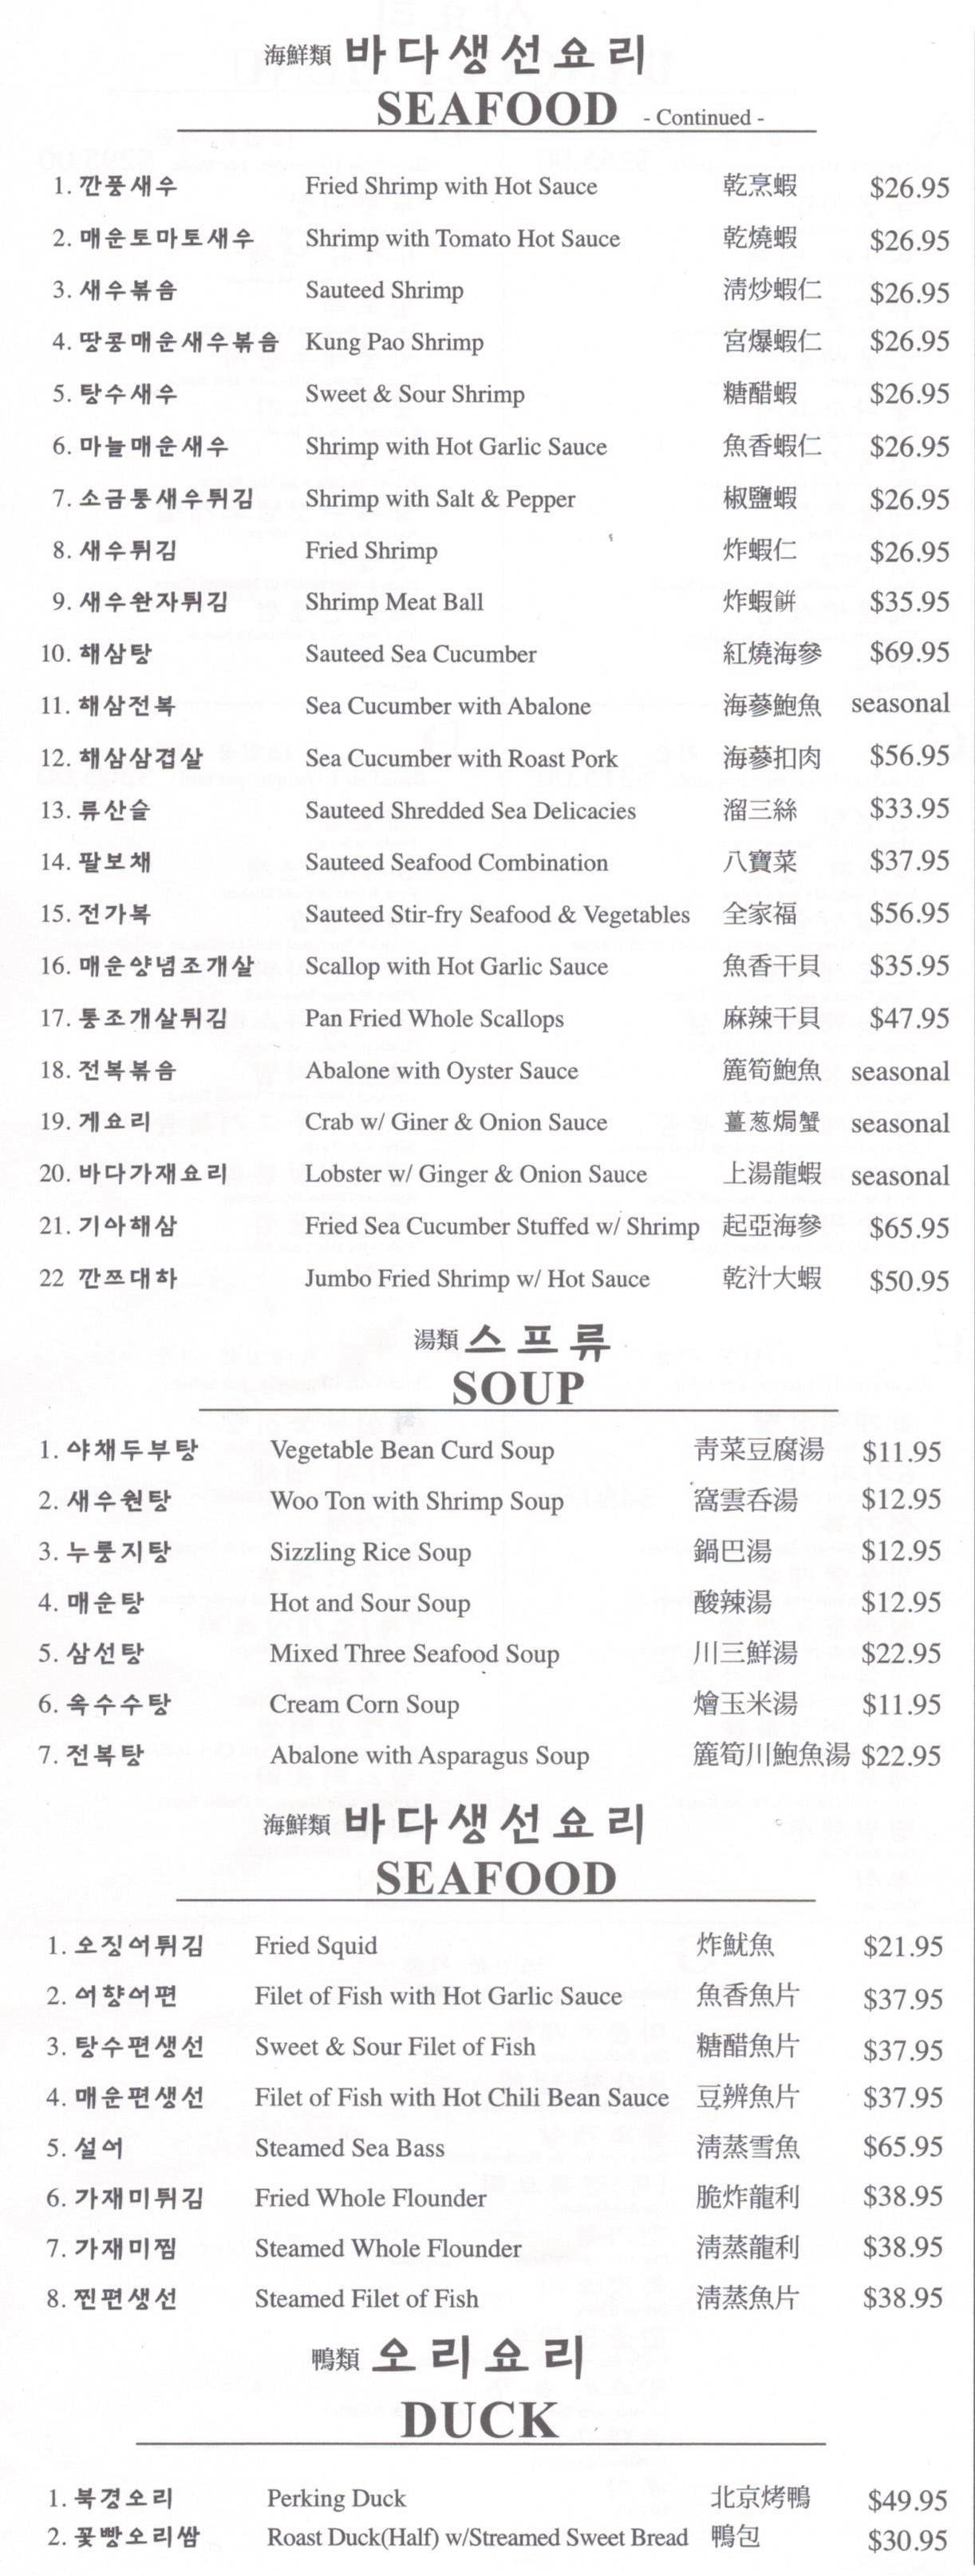 海鮮類 바다생선요리
SEAFOOD - Continued -
1. 깐풍새우 Fried Shrimp with Hot Sauce 乾烹蝦 $26.95
2. 매운토마토새우 Shrimp with Tomato Hot Sauce 乾燒蝦 $26.95
3. 새우볶음 Sauteed Shrimp 淸炒蝦仁 $26.95
4. 땅콩매운새우볶음 Kung Pao Shrimp 宮爆蝦仁 $26.95
5. 탕수새우 Sweet & Sour Shrimp 糖醋蝦 $26.95
6. 마늘매운새우 Shrimp with Hot Garlic Sauce 魚香蝦仁 $26.95
7. 소금통새우튀김 Shrimp with Salt & Pepper 椒鹽蝦 $26.95
8. 새우튀김 Fried Shrimp 炸蝦仁 $26.95
9. 새우완자튀김 Shrimp Meat Ball 炸蝦餠 $35.95
10. 해삼탕 Sauteed Sea Cucumber 紅燒海參 $69.95
11. 해삼전복 Sea Cucumber with Abalone 海蔘鮑魚 seasonal
12. 해삼삼겹살 Sea Cucumber with Roast Pork 海蔘扣肉 $56.95
13. 류산슬 Sauteed Shredded Sea Delicacies 溜三絲 $33.95
14. 팔보채 Sauteed Seafood Combination 八寶菜 $37.95
15. 전가복 Sauteed Stir-fry Seafood & Vegetables 全家福 $56.95
16. 매운양념조개살 Scallop with Hot Garlic Sauce 魚香干貝 $35.95
17. 통조개살튀김 Pan Fried Whole Scallops 麻辣干貝 $47.95
18. 전복볶음 Abalone with Oyster Sauce 簏筍鮑魚 seasonal
19. 게요리 Crab w/ Giner & Onion Sauce 薑葱焗蟹 seasonal
20. 바다가재요리 Lobster w/ Ginger & Onion Sauce 上湯龍蝦 seasonal
21. 기아해삼 Fried Sea Cucumber Stuffed w/ Shrimp 起亞海參 $65.95
22 깐쯔대하 Jumbo Fried Shrimp w/ Hot Sauce 乾汁大蝦 $50.95
湯類 스프류
SOUP
1. 야채두부탕 Vegetable Bean Curd Soup 靑菜豆腐湯 $11.95
2. 새우원탕 Woo Ton with Shrimp Soup 窩雲呑湯 $12.95
3. 누룽지탕 Sizzling Rice Soup 鍋巴湯 $12.95
4. 매운탕 Hot and Sour Soup 酸辣湯 $12.95
5. 삼선탕 Mixed Three Seafood Soup 川三鮮湯 $22.95
6. 옥수수탕 Cream Corn Soup 燴玉米湯 $11.95
7. 전복탕 Abalone with Asparagus Soup 簏筍川鮑魚湯 $22.95
海鮮類 바다생선요리
SEAFOOD
1. 오징어튀김 Fried Squid 炸魷魚 $21.95
2. 어향어편 Filet of Fish with Hot Garlic Sauce 魚香魚片 $37.95
3. 탕수편생선 Sweet & Sour Filet of Fish 糖醋魚片 $37.95
4. 매운편생선 Filet of Fish with Hot Chili Bean Sauce 豆辨魚片 $37.95
5. 설어 Steamed Sea Bass 淸蒸雪魚 $65.95
6. 가재미튀김 Fried Whole Flounder 脆炸龍利 $38.95
7. 가재미찜 Steamed Whole Flounder 淸蒸龍利 $38.95
8. 찐편생선 Steamed Filet of Fish 淸蒸魚片 $38.95
鴨類 오리요리
DUCK
1. 북경오리 Perking Duck 北京烤鴨 $49.95
2. 꽃빵오리쌈 Roast Duck(Half) w/Streamed Sweet Bread 鴨包 $30.95